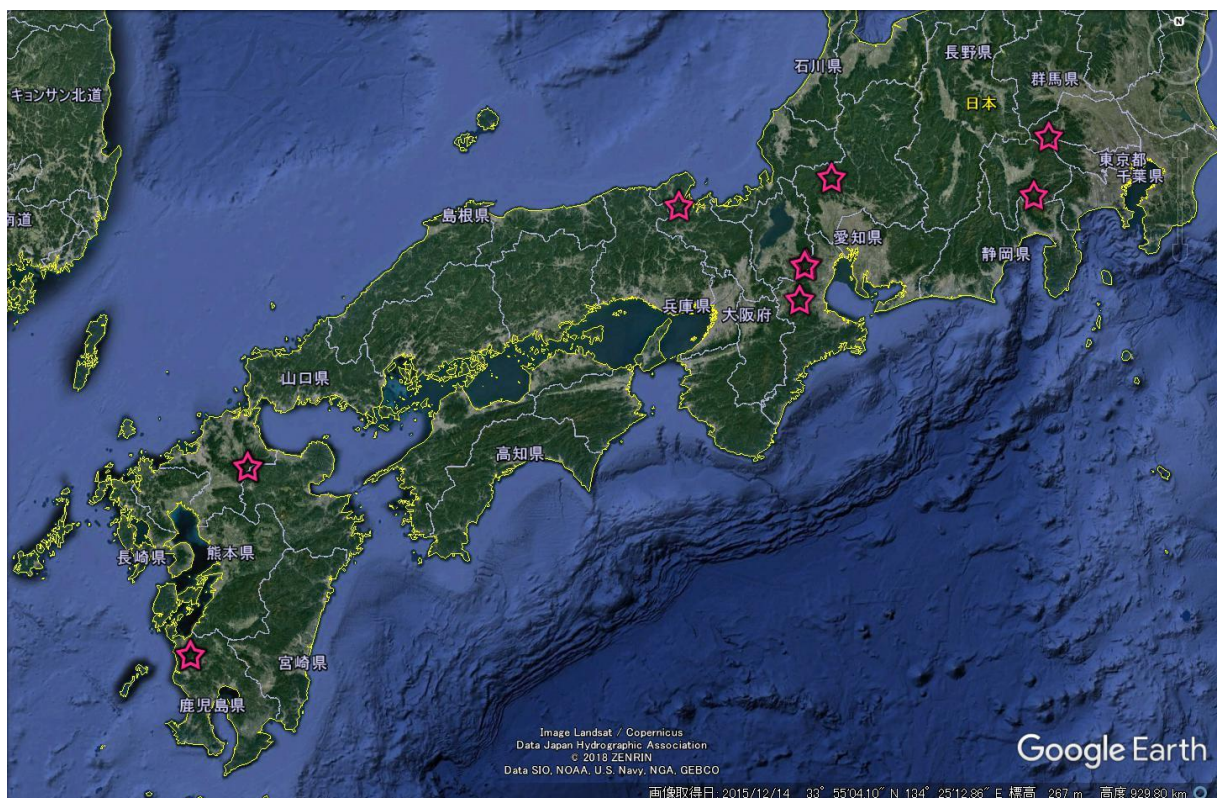 N
石川県
長野県
群馬県
キョンサン北道
日本
東京都
千葉県
南道
島根県
愛知県
静岡県
兵庫県
大阪府
山口県
高知県
長崎県
熊本県
宮崎県
鹿児島県
Image Landsat / Copernicus
Data Japan Hydrographic Association
© 2018 ZENRIN
Data SIO, NOAA, U.S. Navy, NGA, GEBCO
Google Earth
画像取得日: 2015/12/14 33° 55'04.10" N 134° 25'12.86" E 標高 267 m 高度 929.80 km